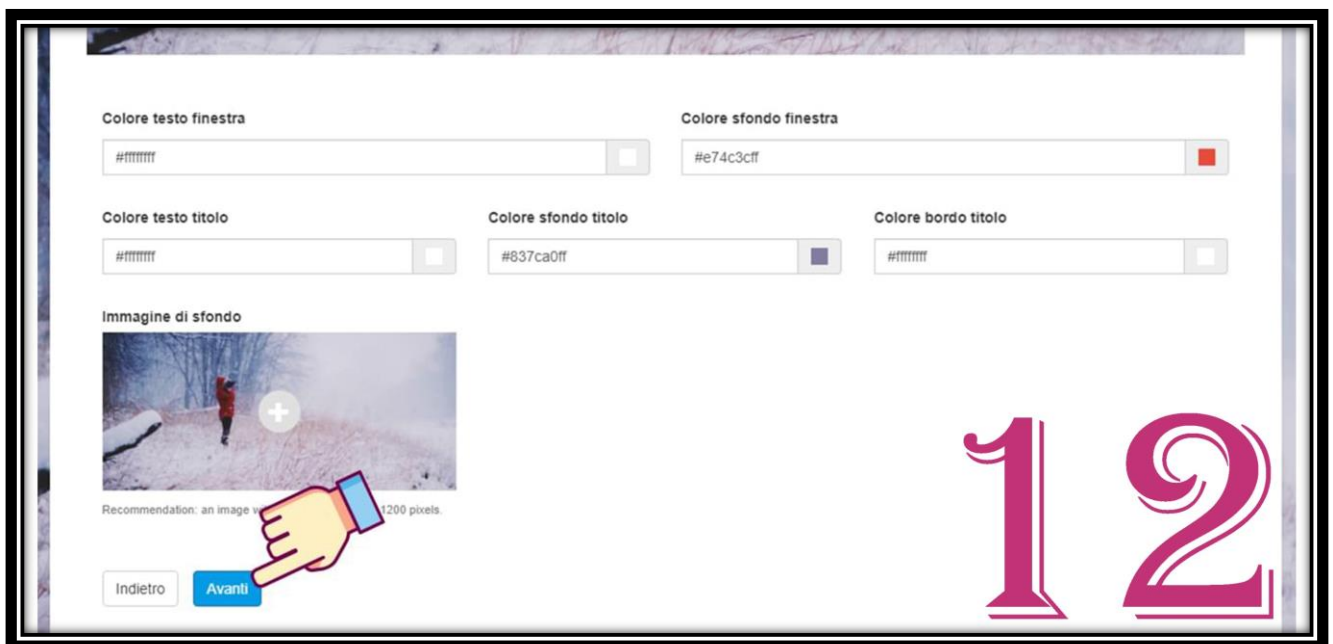 Colore testo finestra
Colore sfondo finestra
#ffffffff
#e74c3cff
Colore testo titolo
Colore sfondo titolo
Colore bordo titolo
#ffffffff
#837ca0ff
#ffffffff
Immagine di sfondo
Recommendation: an image 1200 pixels.
Indietro
Avanti
12